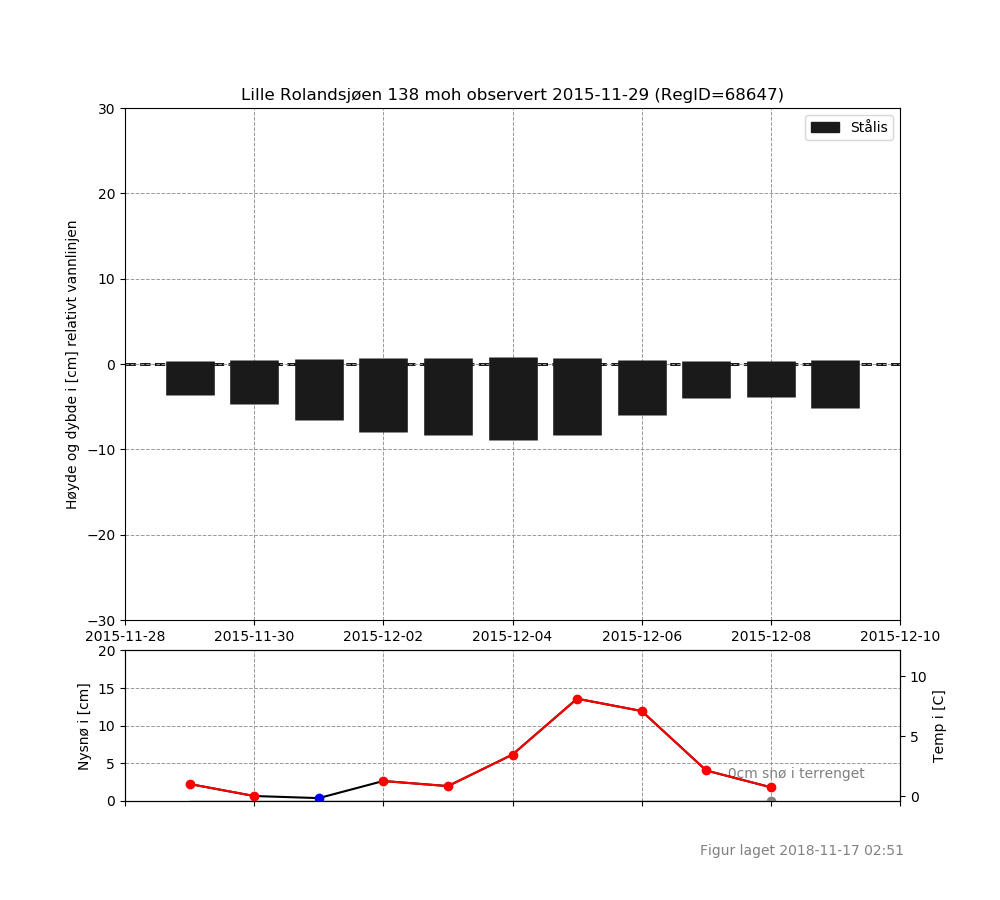 Lille Rolandsjøen 138 moh observert 2015-11-29 (RegID=68647)
Stålis
Høyde og dybde i [cm] relativt vannlinjen
30
20
10
0
−10
−20
−30
2015-11-28 2015-11-30 2015-12-02 2015-12-04 2015-12-06 2015-12-08 2015-12-10
Nysnø i [cm]
20
15
10
5
0
10
5
0
Temp i [C]
0cm snø i terrenget
Figur laget 2018-11-17 02:51